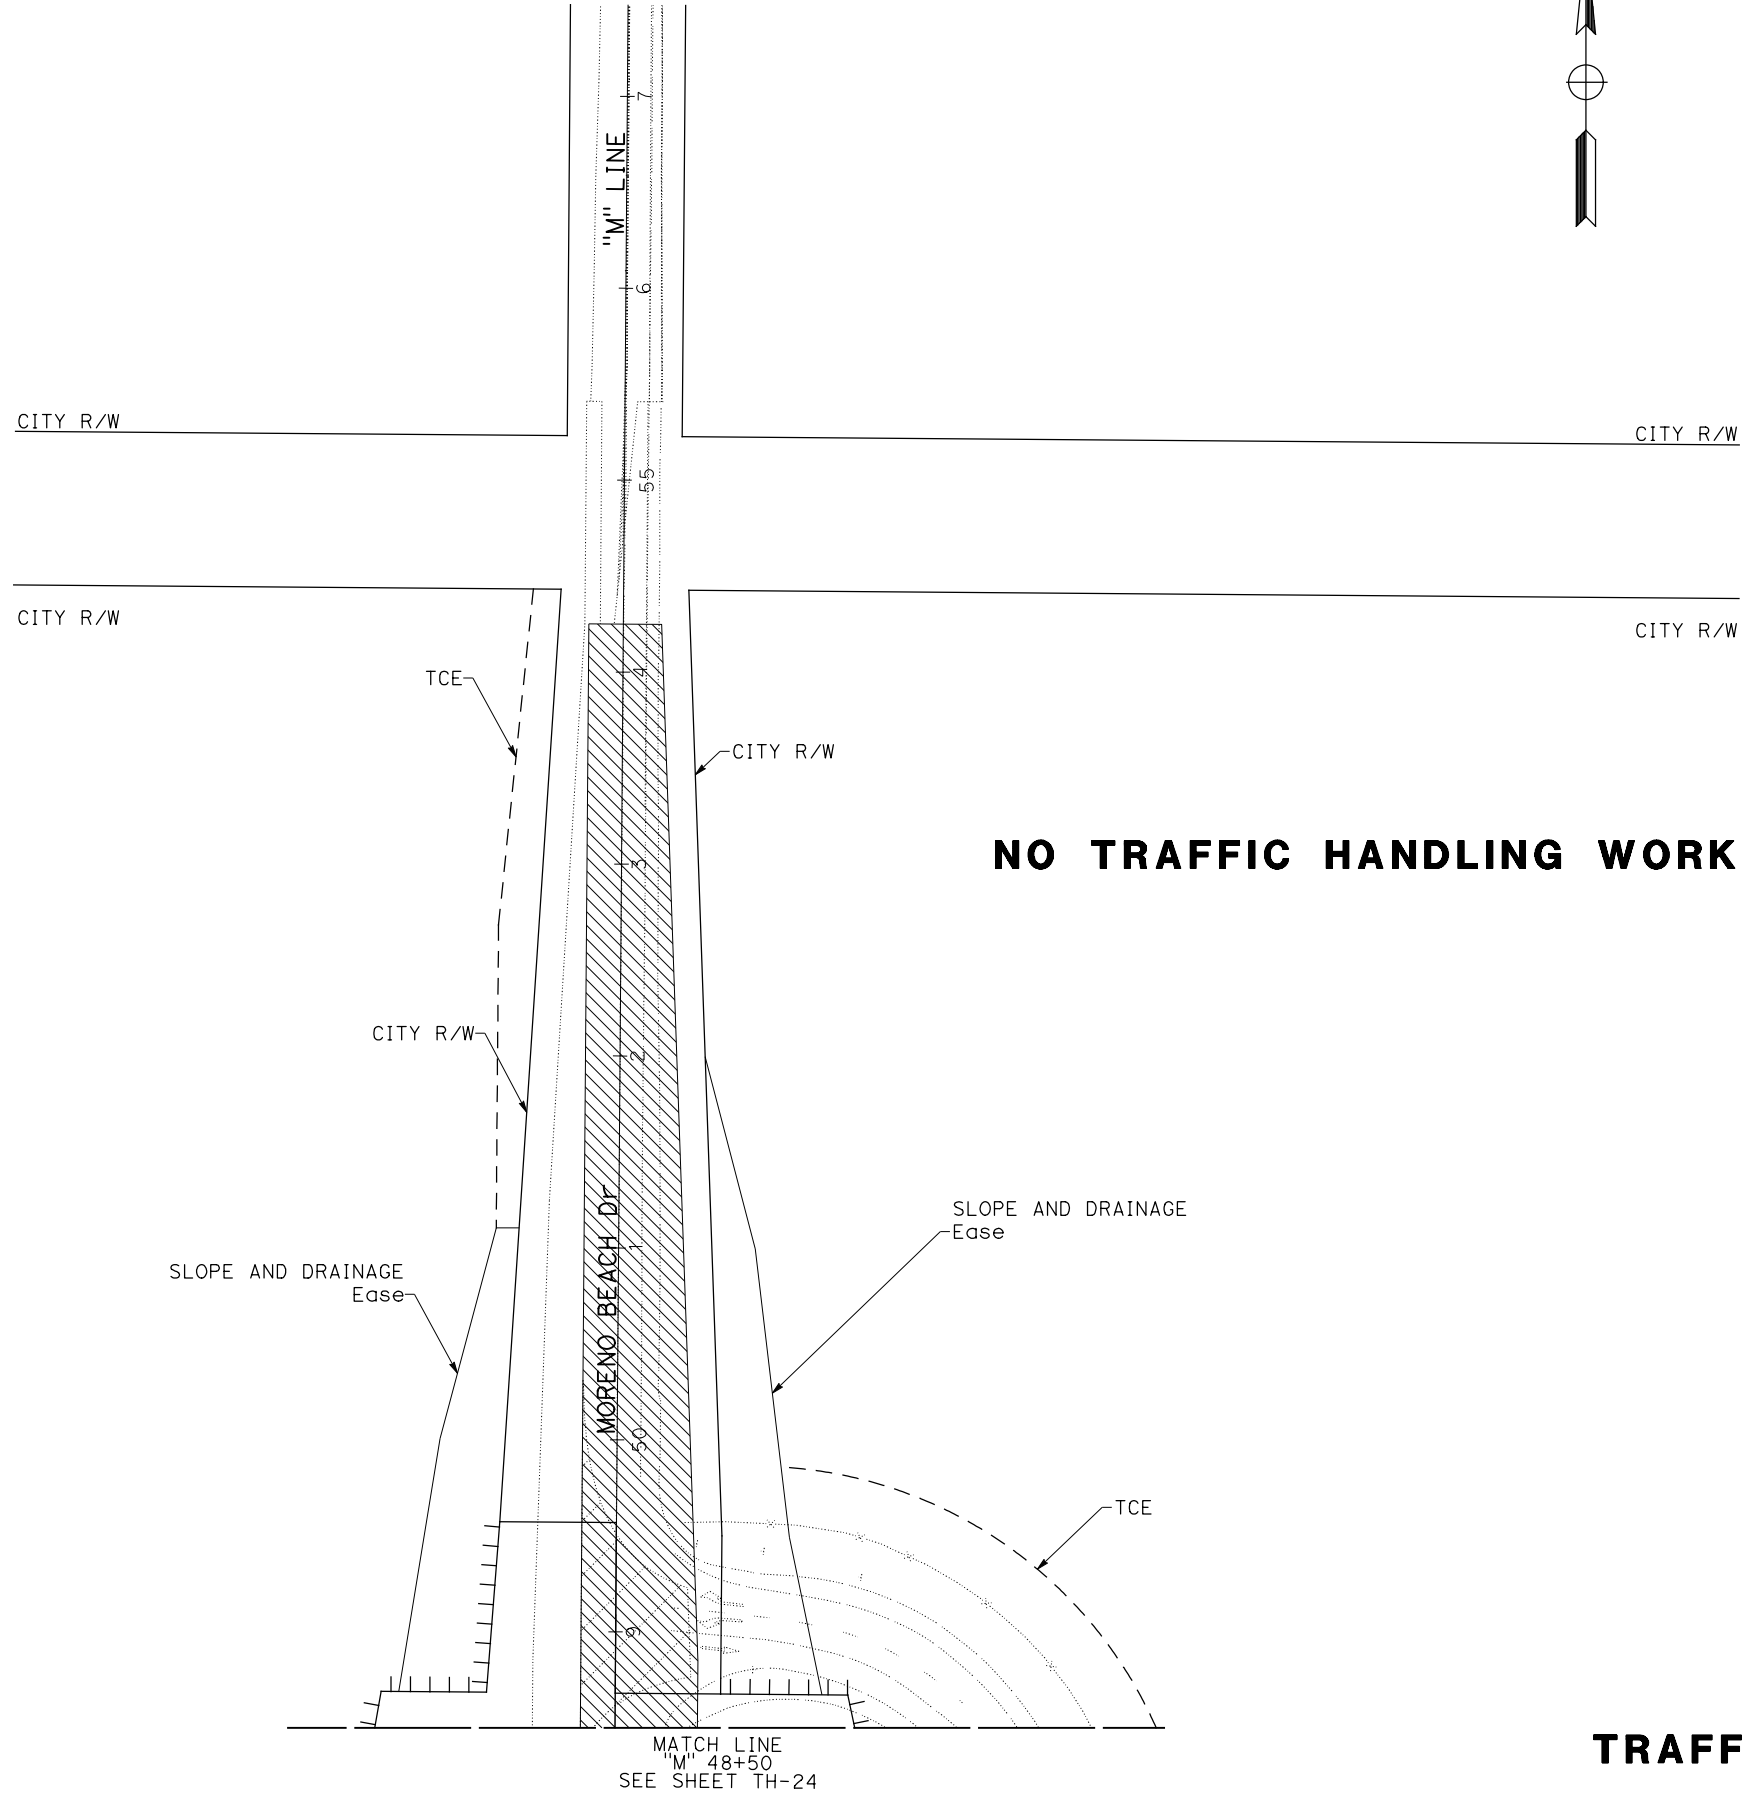 7
"M" LINE
6
CITY R/W
CITY R/W
55
CITY R/W
CITY R/W
4
TCE
CITY R/W
3
NO TRAFFIC HANDLING WORK
CITY R/W
2
MORENO BEACH Dr
1
SLOPE AND DRAINAGE
Ease
SLOPE AND DRAINAGE
Ease
50
TCE
9
MATCH LINE
"M" 48+50
SEE SHEET TH-24
TRAFF